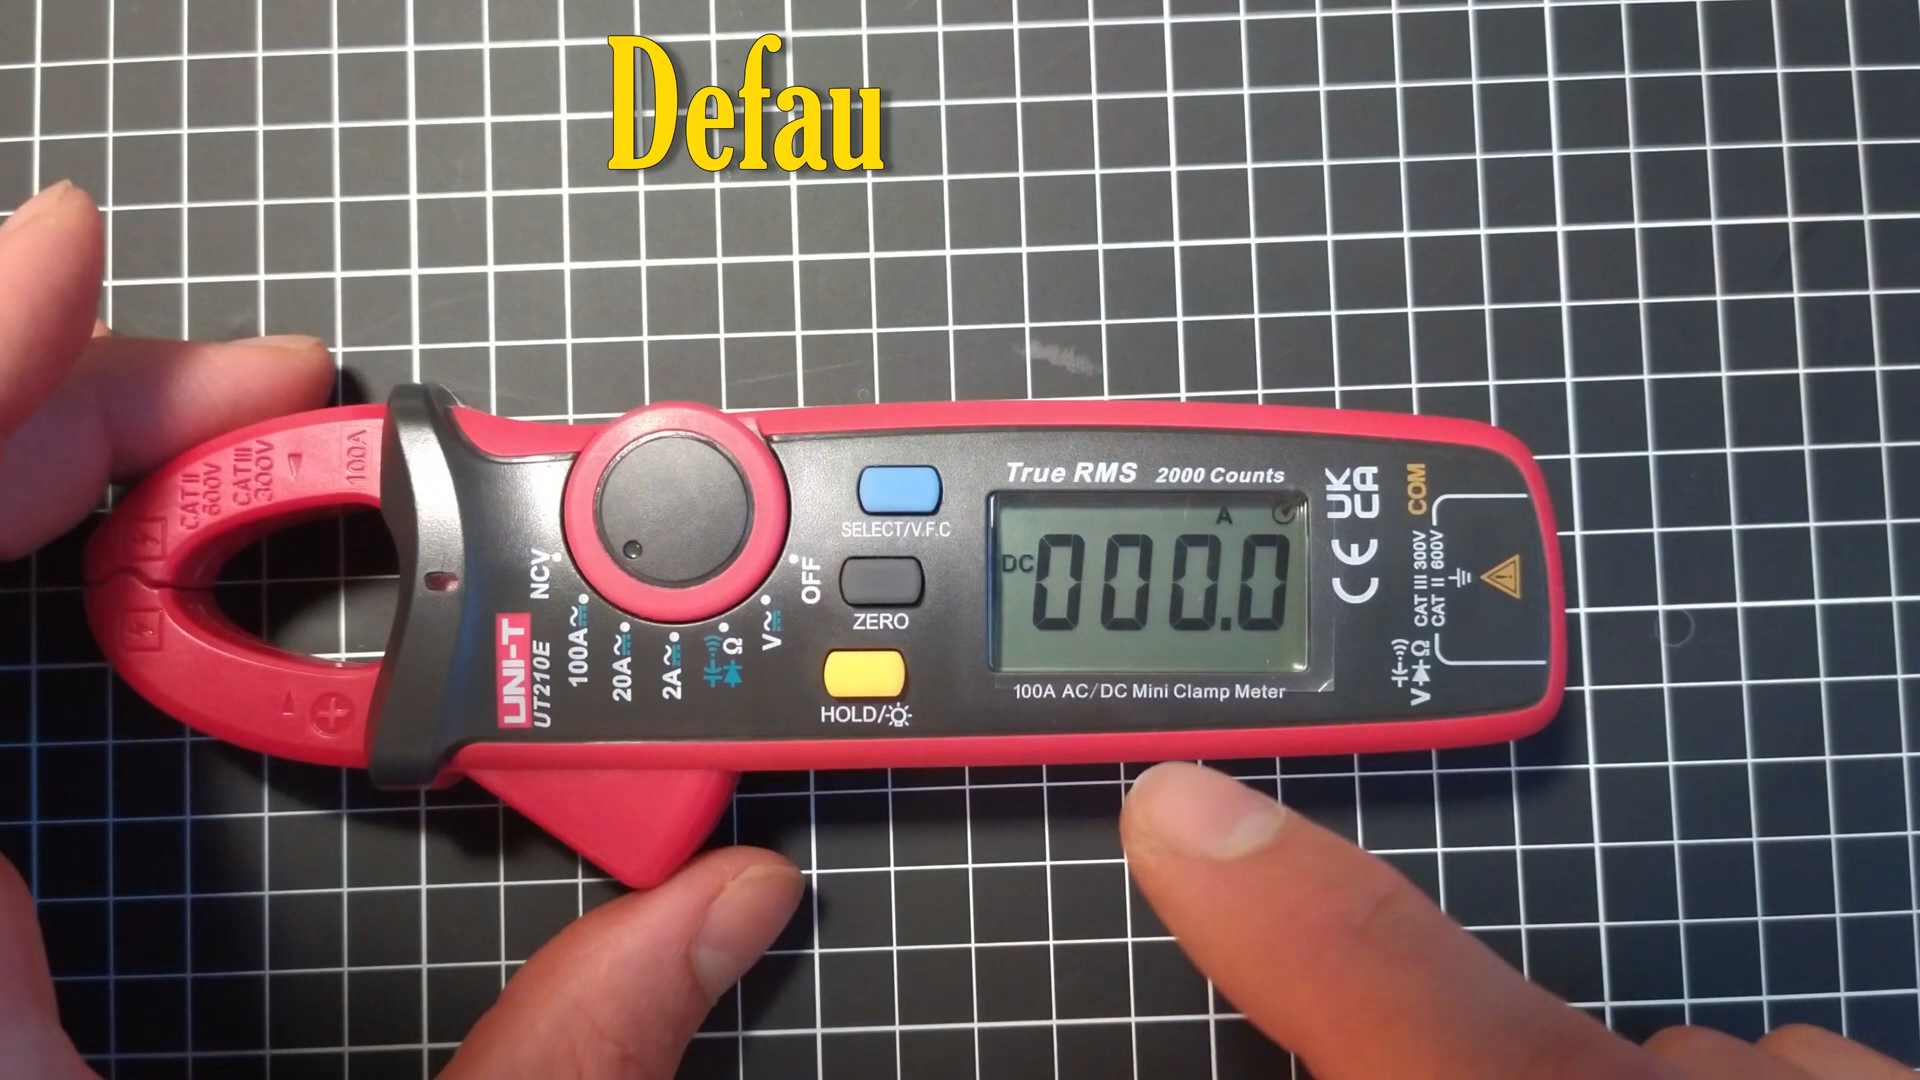 Defau
CAT II
600V
CAT III
300V
100A
UNI-T
UT210E
NCV
100A
20A
2A
Ω
V
OFF
SELECT/V.F.C
ZERO
HOLD/
True RMS 2000 Counts
A
DC 000.0
100A AC/DC Mini Clamp Meter
UK
CA
CE
COM
CAT III 300V
CAT II 600V
V Ω